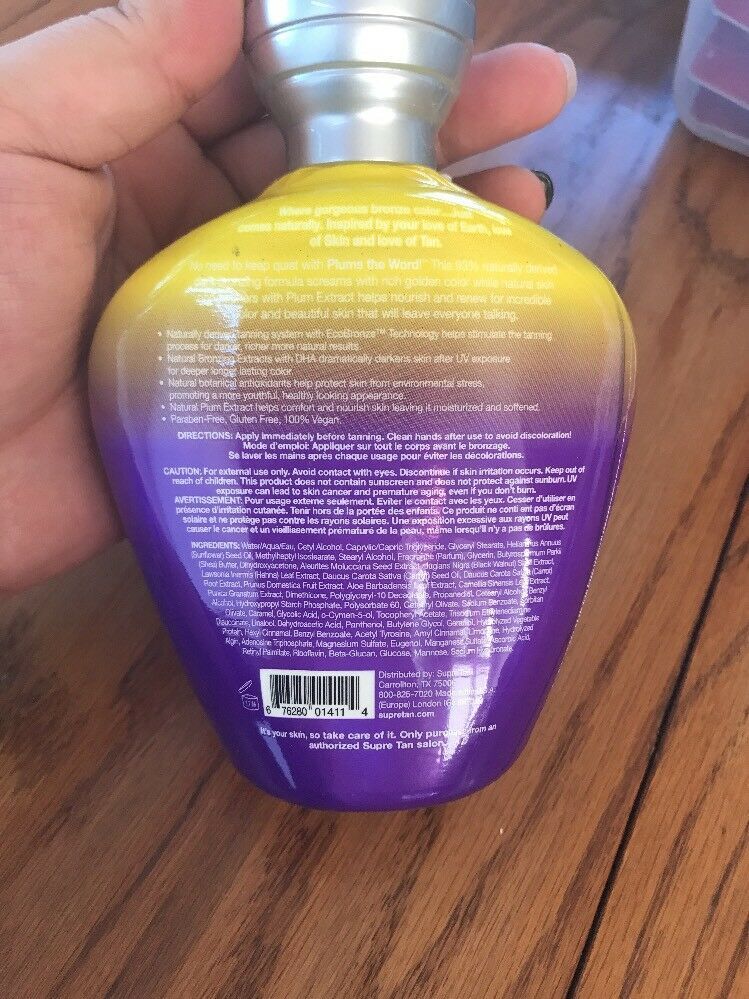 Where gorgeous bronze color...Just
comes naturally. Inspired by your love of Earth, love
of Skin and love of Tan.
No need to keep quiet with Plums the Word!™ This 93% naturally derived
formula screams with rich golden color while natural skin
with Plum Extract helps nourish and renew for incredible
color and beautiful skin that will leave everyone talking.
• Naturally derived tanning system with EcoBronze™ Technology helps stimulate the tanning
process for darker, richer more natural results.
• Natural Bronzing Extracts with DHA dramatically darkens skin after UV exposure
for deeper longer lasting color.
• Natural botanical antioxidants help protect skin from environmental stress,
promoting a more youthful, healthy looking appearance.
• Natural Plum Extract helps comfort and nourish skin leaving it moisturized and softened.
• Paraben-Free, Gluten Free, 100% Vegan.
DIRECTIONS: Apply immediately before tanning. Clean hands after use to avoid discoloration!
Mode d'emploi: Appliquer sur tout le corps avant le bronzage.
Se laver les mains après chaque usage pour éviter les décolorations.
CAUTION: For external use only. Avoid contact with eyes. Discontinue if skin irritation occurs. Keep out of
reach of children. This product does not contain sunscreen and does not protect against sunburn. UV
exposure can lead to skin cancer and premature aging, even if you don't burn.
AVERTISSEMENT: Pour usage externe seulement. Eviter le contact avec les yeux. Cesser d'utiliser en
présence d'irritation cutanée. Tenir hors de la portée des enfants. Ce produit ne contient pas d'écran
solaire et ne protège pas contre les rayons solaires. Une exposition excessive aux rayons UV peut
causer le cancer et un vieillissement prématuré de la peau, même lorsqu'il n'y a pas de brûlures.
INGREDIENTS: Water/Aqua/Eau, Cetyl Alcohol, Caprylic/Capric Triglyceride, Glyceryl Stearate, Helianthus Annuus
(Sunflower) Seed Oil, Methylheptyl Isostearate, Stearyl Alcohol, Fragrance (Parfum), Glycerin, Butyrospermum Parkii
(Shea) Butter, Dihydroxyacetone, Aleurites Moluccana Seed Extract, Juglans Nigra (Black Walnut) Shell Extract,
Lawsonia Inermis (Henna) Leaf Extract, Daucus Carota Sativa (Carrot) Seed Oil, Daucus Carota Sativa (Carrot)
Root Extract, Prunus Domestica Fruit Extract, Aloe Barbadensis Leaf Extract, Camellia Sinensis Leaf Extract,
Punica Granatum Extract, Dimethicone, Polyglyceryl-10 Propanediol, Cetearyl Alcohol, Benzyl
Alcohol, Hydroxypropyl Starch Phosphate, Polysorbate 60, Cetearyl Olivate, Sodium Benzoate, Sorbitan
Olivate, Caramel, Glycolic Acid, o-Cymen-5-ol, Tocopheryl Acetate, Trisodium Ethylenediamine
Disuccinate, Linalool, Dehydroacetic Acid, Panthenol, Butylene Glycol, Geraniol, Hydrolyzed Vegetable
Protein, Hexyl Cinnamal, Benzyl Benzoate, Acetyl Tyrosine, Amyl Cinnamal, Limonene, Hydrolyzed
Algin, Adenosine Triphosphate, Magnesium Sulfate, Eugenol, Manganese Sulfate, Ascorbic Acid,
Retinyl Palmitate, Riboflavin, Beta-Glucan, Glucose, Mannose,
Distributed by: Supre Tan
Carrollton, TX 75006
800-825-7020 Made in
(Europe) London
supretan.com
6 76280 01411 4
It's your skin, so take care of it. Only purchase from an
authorized Supre Tan salon.